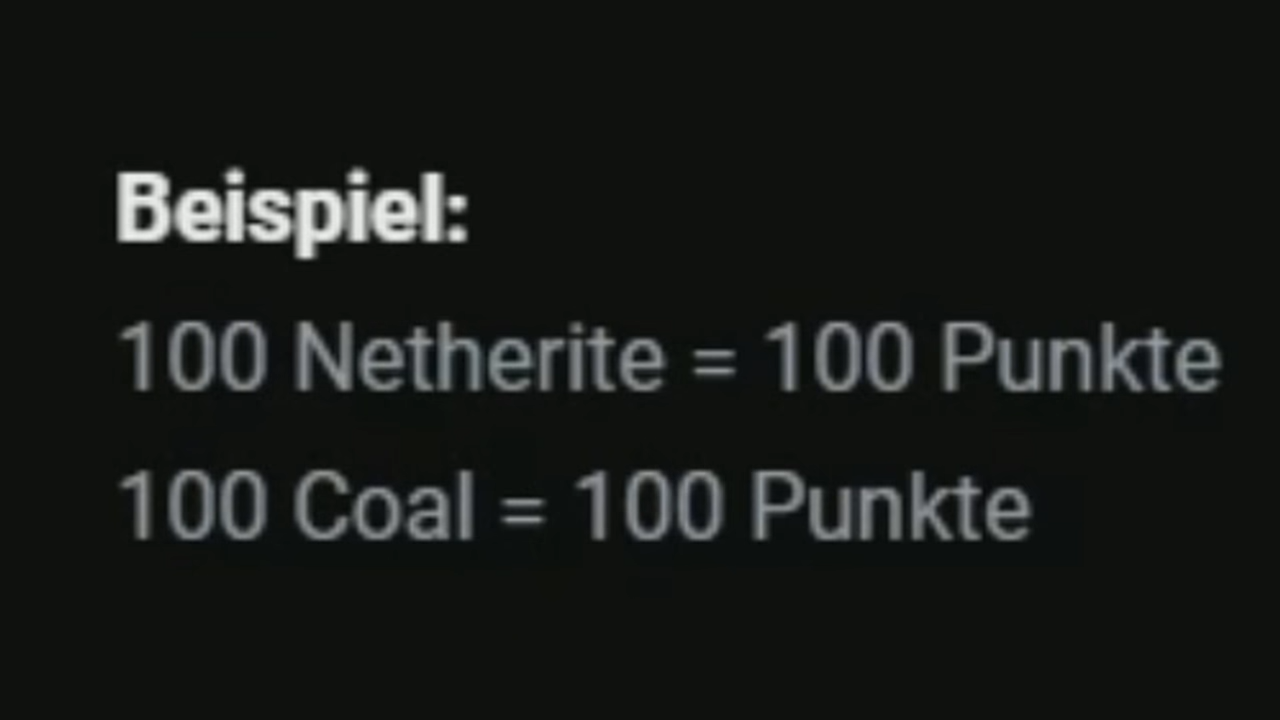 Beispiel:
100 Netherite = 100 Punkte
100 Coal = 100 Punkte